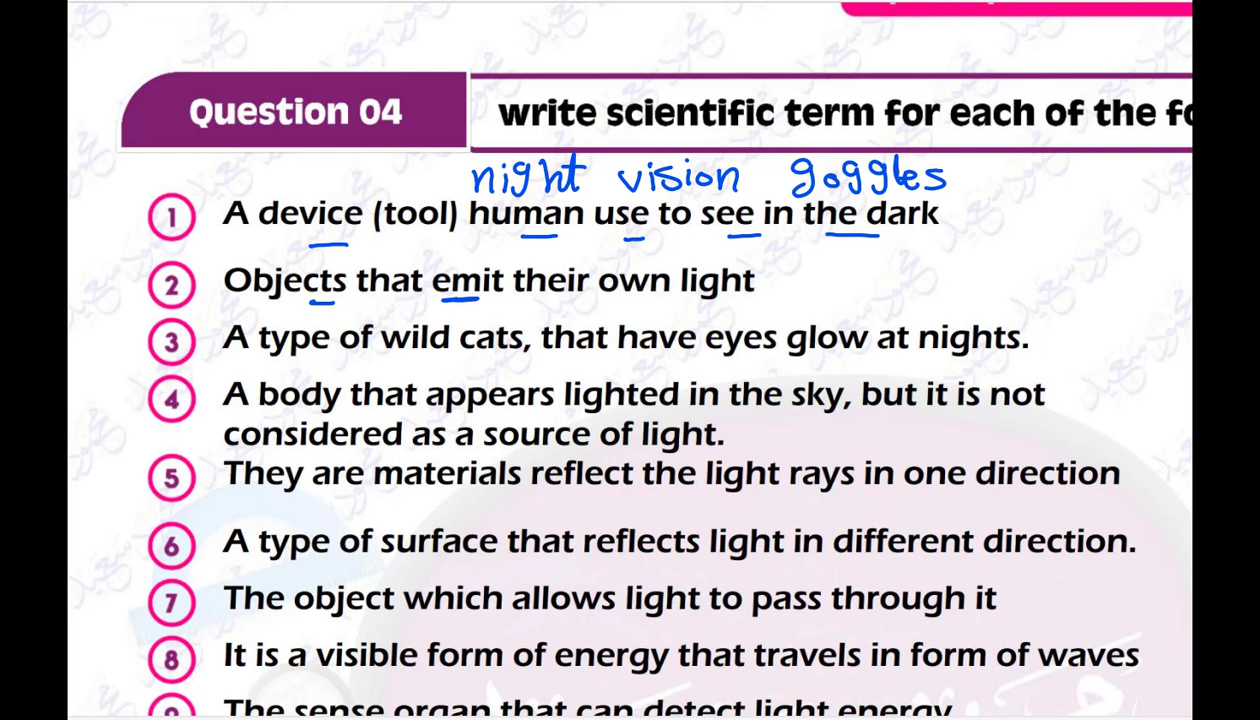 Question 04
write scientific term for each of the fo
night vision goggles
1 A device (tool) human use to see in the dark
2 Objects that emit their own light
3 A type of wild cats, that have eyes glow at nights.
4 A body that appears lighted in the sky, but it is not
considered as a source of light.
5 They are materials reflect the light rays in one direction
6 A type of surface that reflects light in different direction.
7 The object which allows light to pass through it
8 It is a visible form of energy that travels in form of waves
9 The sense organ that can detect light energy